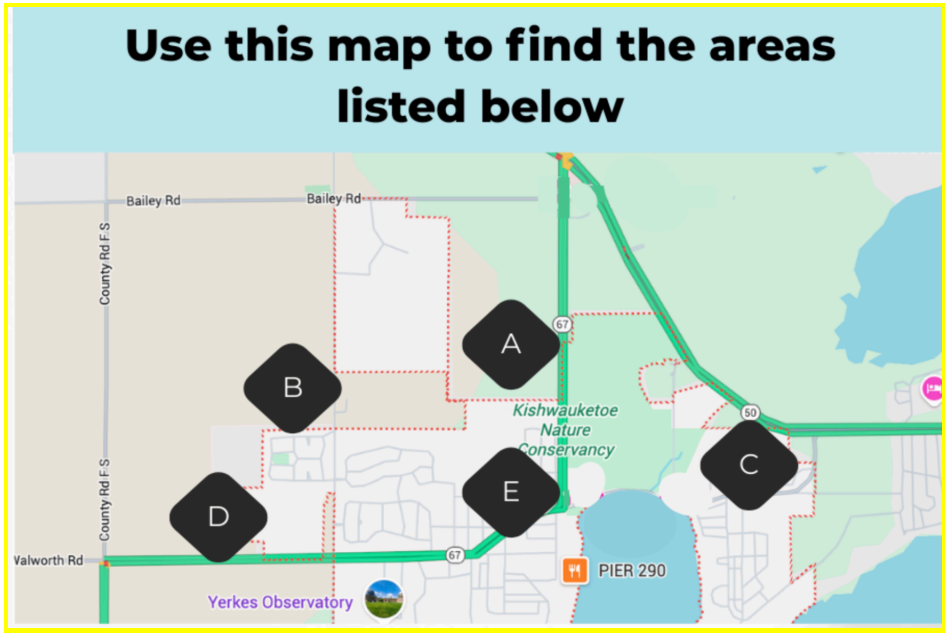 Use this map to find the areas
listed below
Bailey Rd
Bailey Rd
County Rd F S
67
A
B
Kishwauketoe
Nature
Conservancy
50
C
County Rd F S
E
D
Walworth Rd
67
PIER 290
Yerkes Observatory